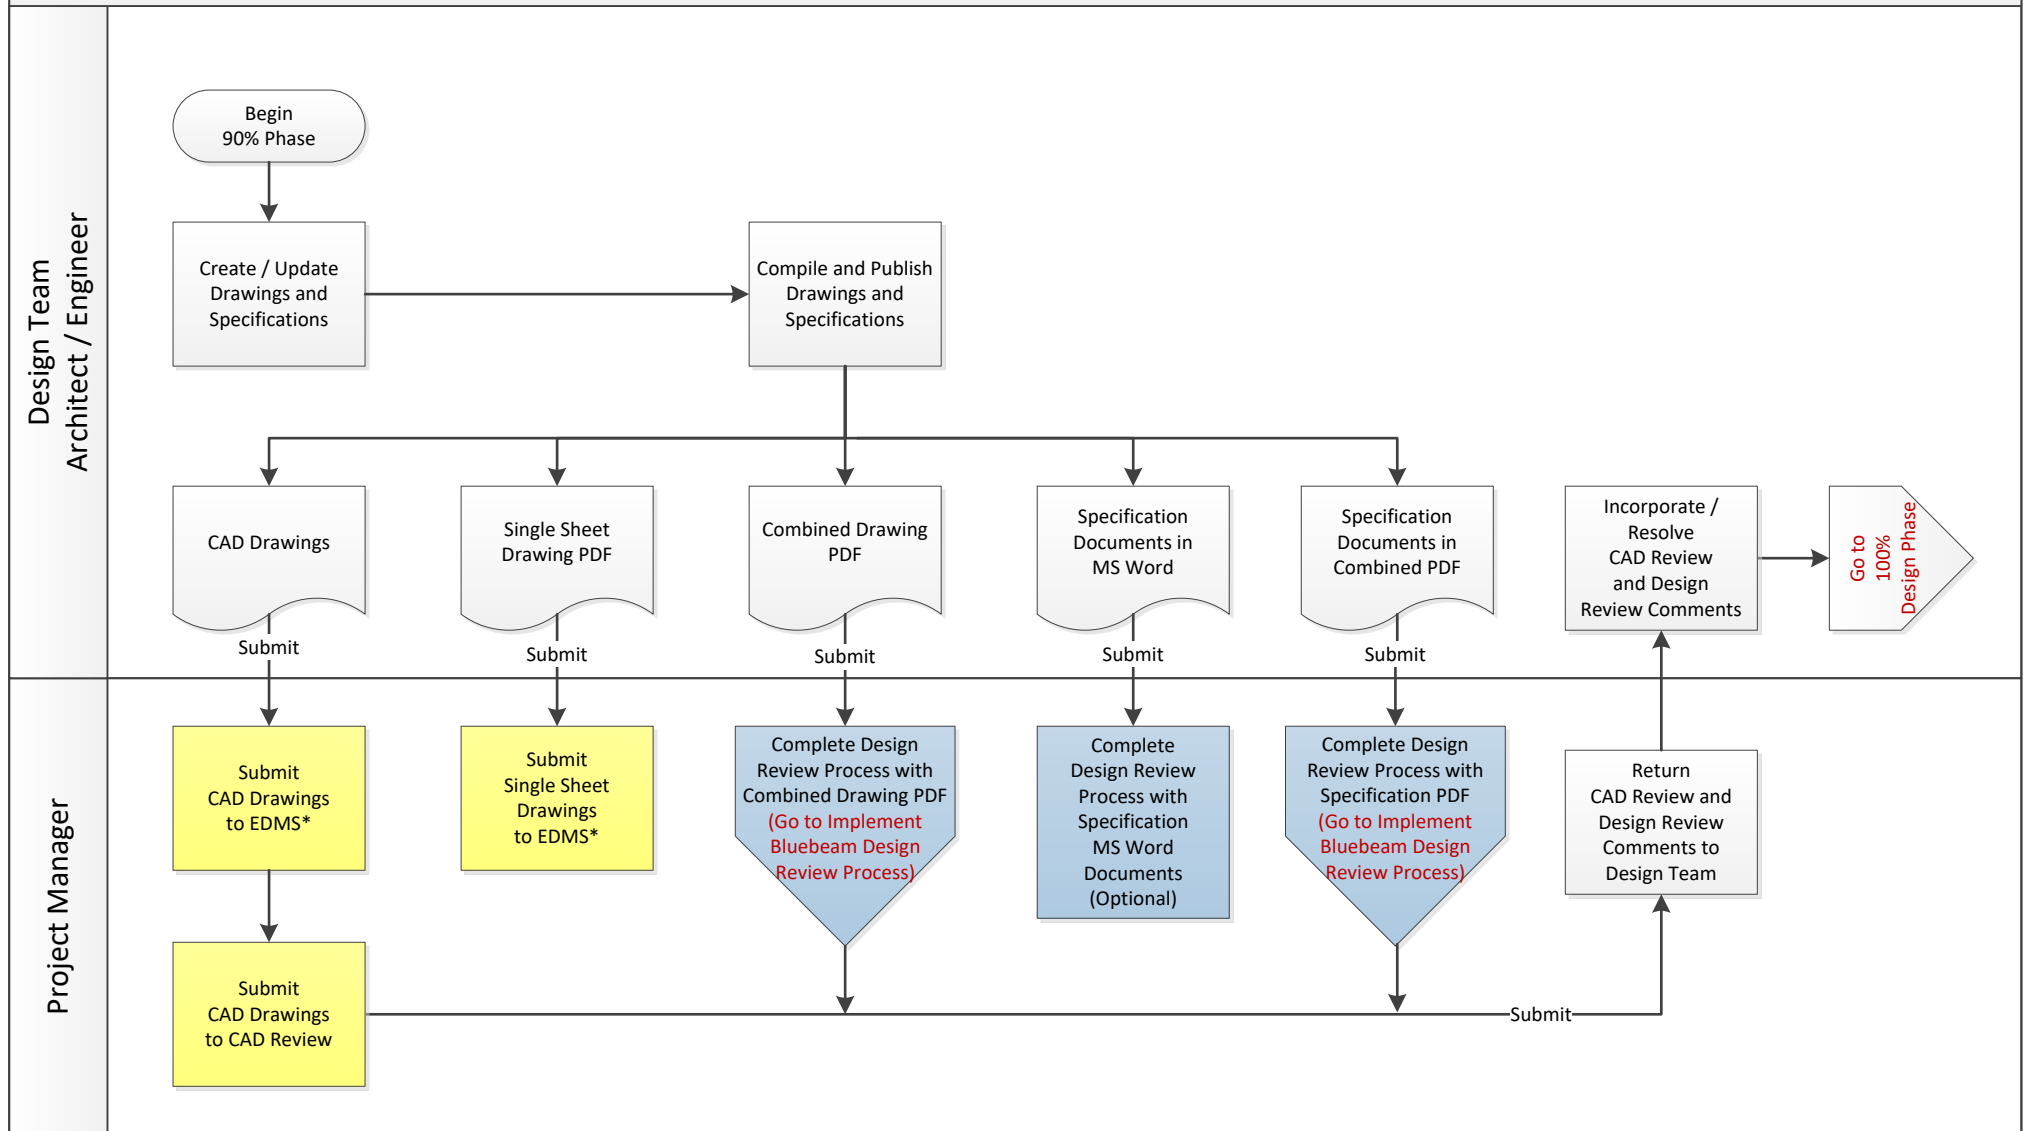 Design Team
Architect / Engineer
Begin
90% Phase
Create / Update
Drawings and
Specifications
Compile and Publish
Drawings and
Specifications
CAD Drawings
Single Sheet
Drawing PDF
Combined Drawing
PDF
Specification
Documents in
MS Word
Specification
Documents in
Combined PDF
Incorporate /
Resolve
CAD Review
and Design
Review Comments
Go to
100%
Design Phase
Submit
Submit
Submit
Submit
Submit
Project Manager
Submit
CAD Drawings
to EDMS*
Submit
Single Sheet
Drawings
to EDMS*
Complete Design
Review Process with
Combined Drawing PDF
(Go to Implement
Bluebeam Design
Review Process)
Complete
Design Review
Process with
Specification
MS Word
Documents
(Optional)
Complete Design
Review Process with
Specification PDF
(Go to Implement
Bluebeam Design
Review Process)
Return
CAD Review and
Design Review
Comments to
Design Team
Submit
CAD Drawings
to CAD Review
Submit